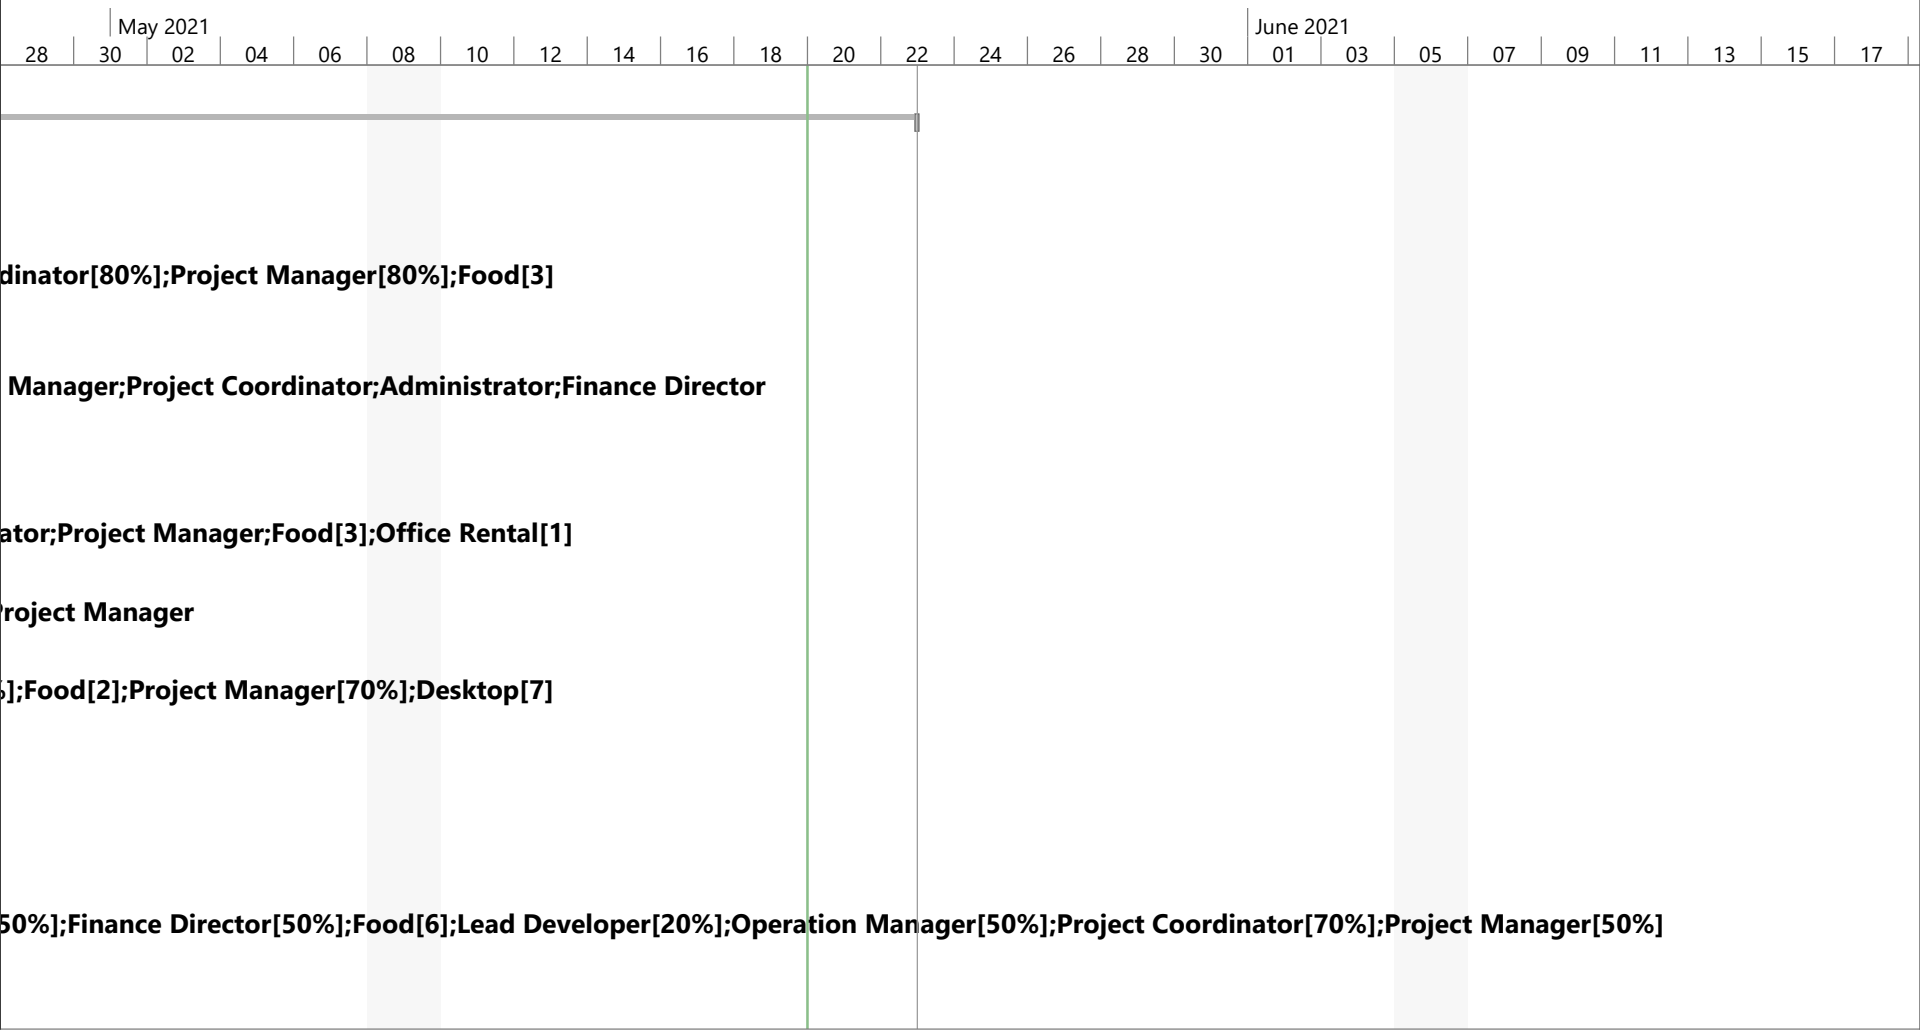 May 2021 June 2021
28 30 02 04 06 08 10 12 14 16 18 20 22 24 26 28 30 01 03 05 07 09 11 13 15 17
dinator[80%];Project Manager[80%];Food[3]
Manager;Project Coordinator;Administrator;Finance Director
ator;Project Manager;Food[3];Office Rental[1]
Project Manager
];Food[2];Project Manager[70%];Desktop[7]
50%];Finance Director[50%];Food[6];Lead Developer[20%];Operation Manager[50%];Project Coordinator[70%];Project Manager[50%]